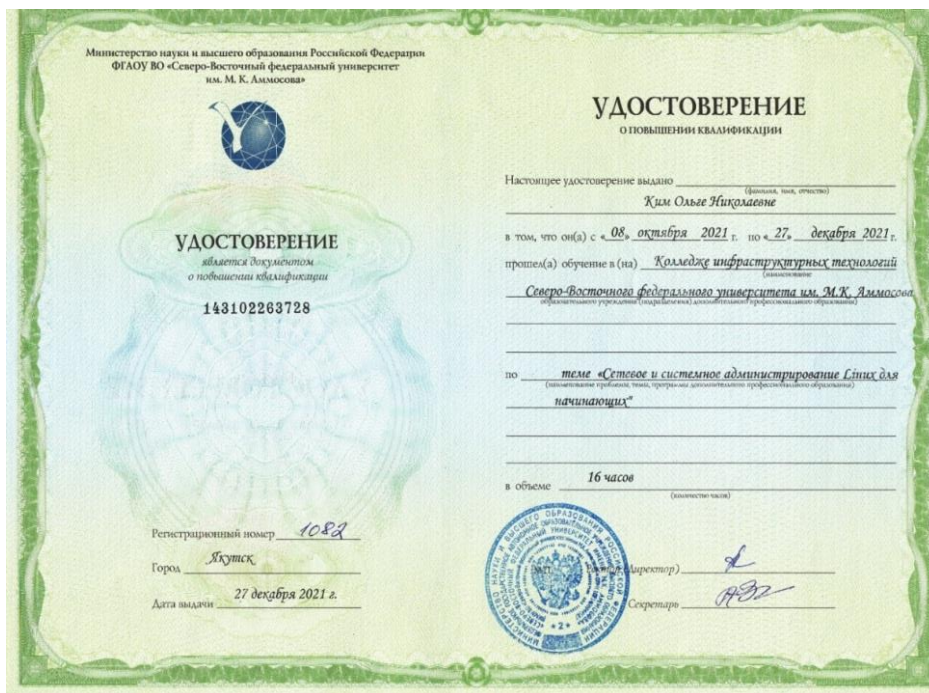 Министерство науки и высшего образования Российской Федерации
ФГАОУ ВО «Северо-Восточный федеральный университет
им. М. К. Аммосова»
УДОСТОВЕРЕНИЕ
является документом
о повышении квалификации
143102263728
Регистрационный номер 1082
Город Якутск
Дата выдачи 27 декабря 2021 г.
УДОСТОВЕРЕНИЕ
О ПОВЫШЕНИИ КВАЛИФИКАЦИИ
Настоящее удостоверение выдано
(фамилия, имя, отчество)
Ким Ольге Николаевне
в том, что он(а) с «08» октября 2021 г. по «27» декабря 2021 г.
прошел(а) обучение в (на) Колледже инфраструктурных технологий
(наименование
Северо-Восточного федерального университета им. М.К. Аммосова
образовательного учреждения (подразделения) дополнительного профессионального образования)
по теме «Сетевое и системное администрирование Linux для
(наименование проблемы, темы, программы дополнительного профессионального образования)
начинающих"
в объеме 16 часов
(количество часов)
Ректор (директор)
Секретарь